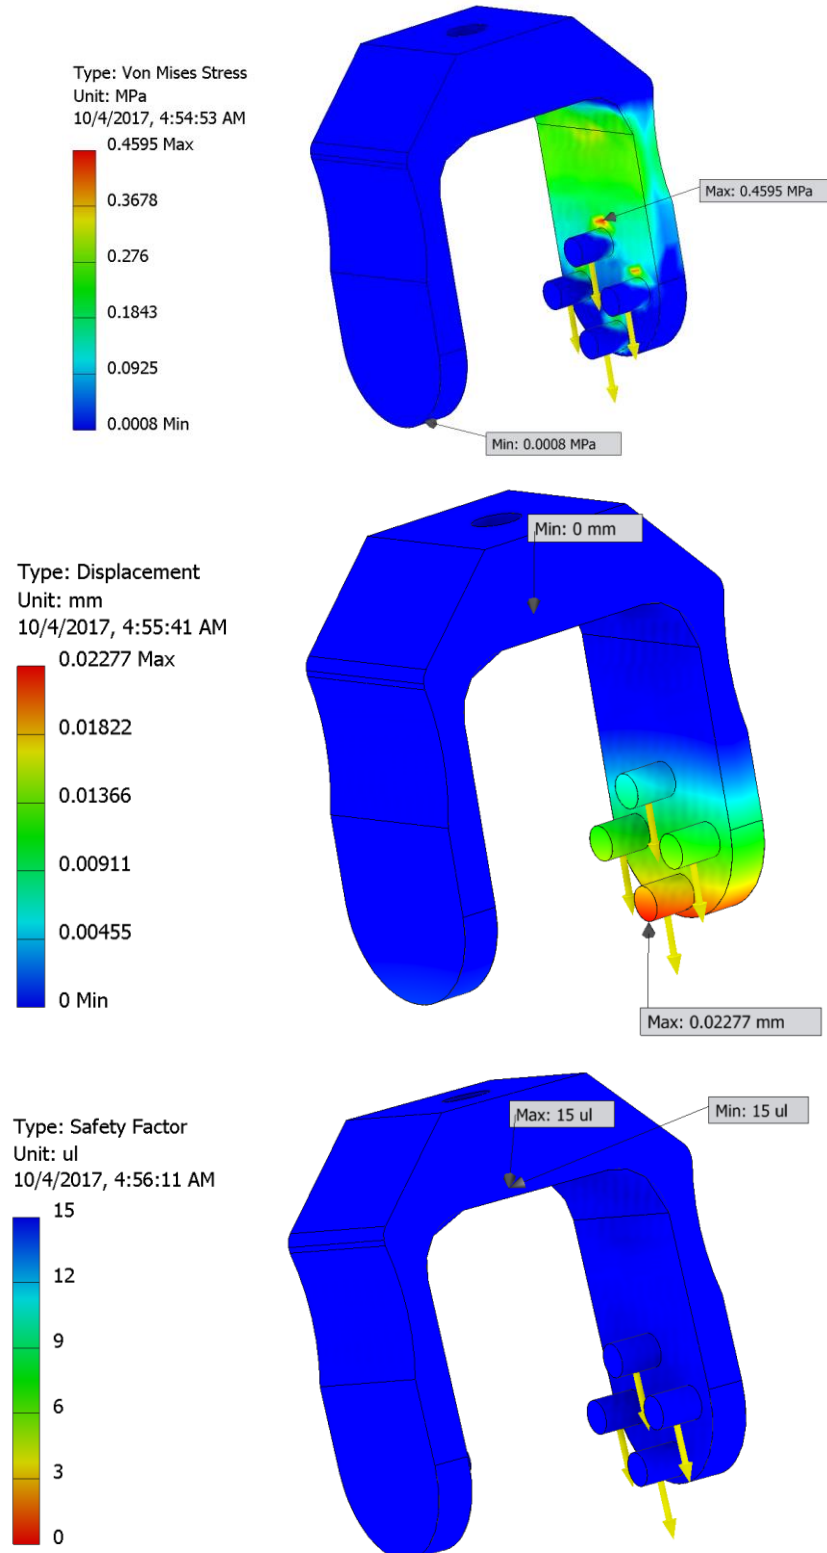 Type: Von Mises Stress
Unit: MPa
10/4/2017, 4:54:53 AM
0.4595 Max
0.3678
0.276
0.1843
0.0925
0.0008 Min
Max: 0.4595 MPa
Min: 0.0008 MPa
Type: Displacement
Unit: mm
10/4/2017, 4:55:41 AM
0.02277 Max
0.01822
0.01366
0.00911
0.00455
0 Min
Min: 0 mm
Max: 0.02277 mm
Type: Safety Factor
Unit: ul
10/4/2017, 4:56:11 AM
15
12
9
6
3
0
Max: 15 ul
Min: 15 ul